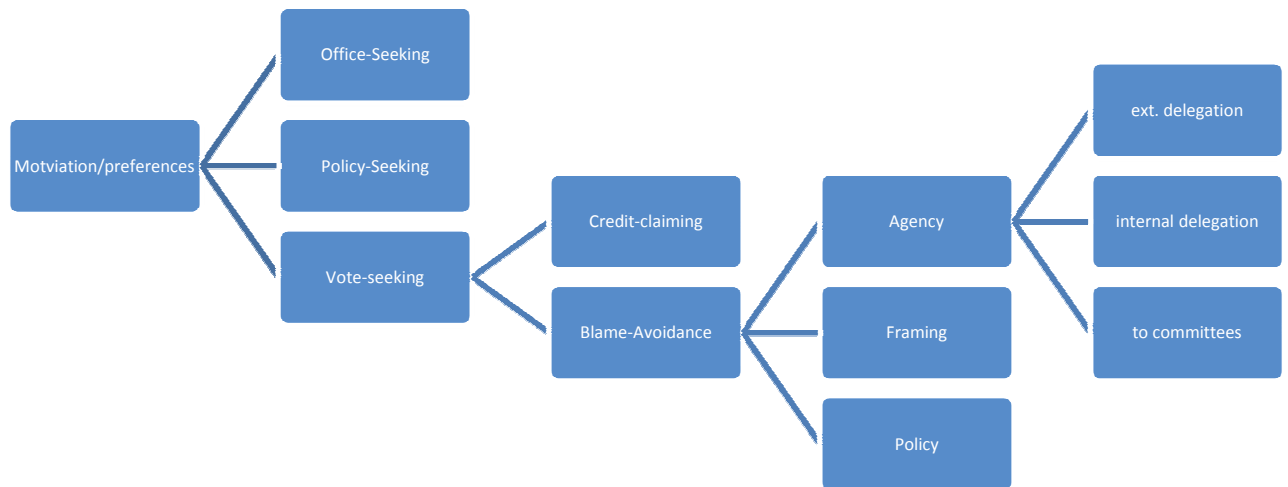 Motviation/preferences
Office-Seeking
Policy-Seeking
Vote-seeking
Credit-claiming
Blame-Avoidance
Agency
Framing
Policy
ext. delegation
internal delegation
to committees